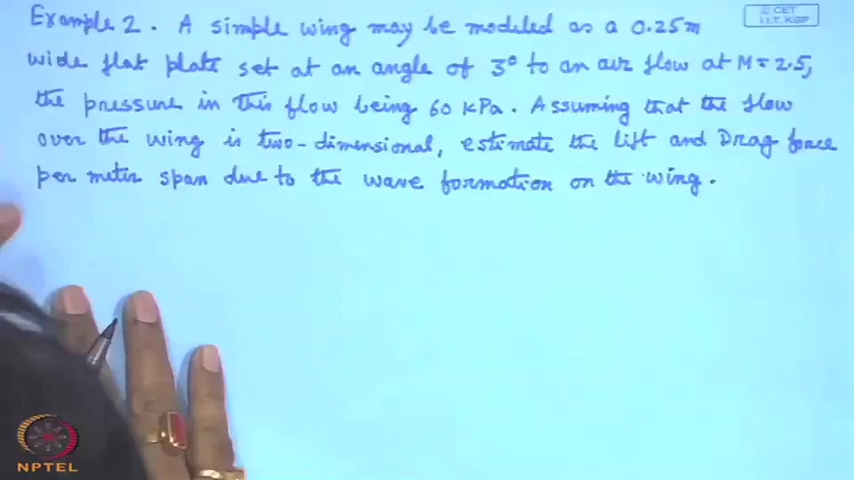 Example 2. A simple wing may be modeled as a 0.25m
© CET
I.I.T. KGP
wide flat plate set at an angle of 3° to an air flow at M = 2.5,
the pressure in this flow being 60 kPa. Assuming that the flow
over the wing is two-dimensional, estimate the lift and Drag force
per meter span due to the wave formation on the wing.
NPTEL